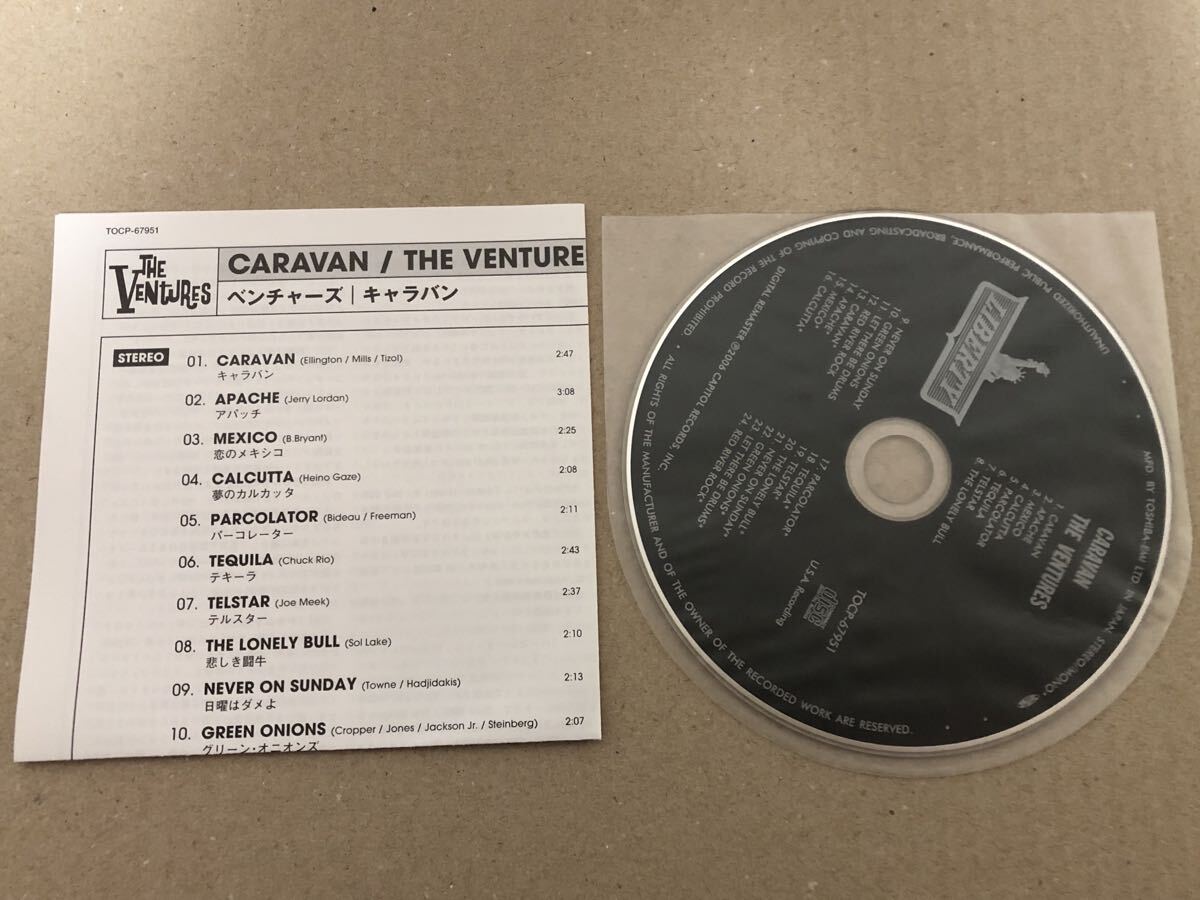 TOCP-67951
THE
VENTURES
CARAVAN / THE VENTURE
ベンチャーズ | キャラバン
STEREO
01. CARAVAN (Ellington / Mills / Tizol) 2:47
キャラバン
02. APACHE (Jerry Lordan) 3:08
アパッチ
03. MEXICO (B.Bryant) 2:25
恋のメキシコ
04. CALCUTTA (Heino Gaze) 2:08
夢のカルカッタ
05. PARCOLATOR (Bideau / Freeman) 2:11
パーコレーター
06. TEQUILA (Chuck Rio) 2:43
テキーラ
07. TELSTAR (Joe Meek) 2:37
テルスター
08. THE LONELY BULL (Sol Lake) 2:10
悲しき闘牛
09. NEVER ON SUNDAY (Towne / Hadjidakis) 2:13
日曜はダメよ
10. GREEN ONIONS (Cropper / Jones / Jackson Jr. / Steinberg) 2:07
グリーン・オニオンズ
LIBERTY
CARAVAN
THE VENTURES
1. CARAVAN
2. APACHE
3. MEXICO
4. CALCUTTA
5. PARCOLATOR
6. TEQUILA
7. TELSTAR
8. THE LONELY BULL
9. NEVER ON SUNDAY
10. GREEN ONIONS
11. LET THERE BE DRUMS
12. RED RIVER ROCK
13. CARAVAN*
14. APACHE*
15. MEXICO*
16. CALCUTTA*
17. PARCOLATOR*
18. TEQUILA*
19. TELSTAR*
20. THE LONELY BULL*
21. NEVER ON SUNDAY*
22. GREEN ONIONS*
23. LET THERE BE DRUMS*
24. RED RIVER ROCK*
TOCP-67951
COMPACT
disc
U.S.A. Recording
DIGITAL REMASTER ℗2006 CAPITOL RECORDS, INC.
MFD. BY TOSHIBA-EMI LTD. IN JAPAN. STEREO/MONO*
ALL RIGHTS OF THE MANUFACTURER AND OF THE OWNER OF THE RECORDED WORK ARE RESERVED.
UNAUTHORIZED PUBLIC PERFORMANCE, BROADCASTING AND COPYING OF THE RECORD PROHIBITED.